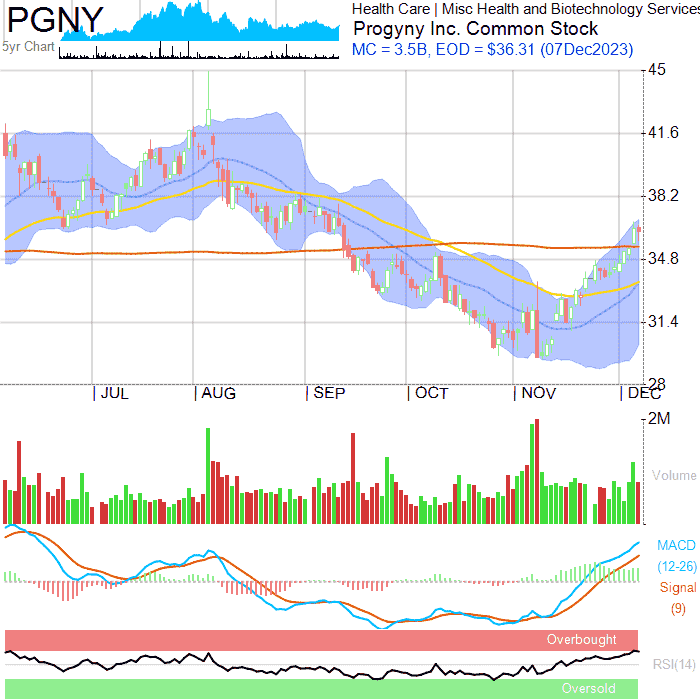 PGNY
5yr Chart
Health Care | Misc Health and Biotechnology Services
Progyny Inc. Common Stock
MC = 3.5B, EOD = $36.31 (07Dec2023)
45
41.6
38.2
34.8
31.4
28
JUL
AUG
SEP
OCT
NOV
DEC
2M
Volume
MACD
(12-26)
Signal
(9)
Overbought
RSI(14)
Oversold